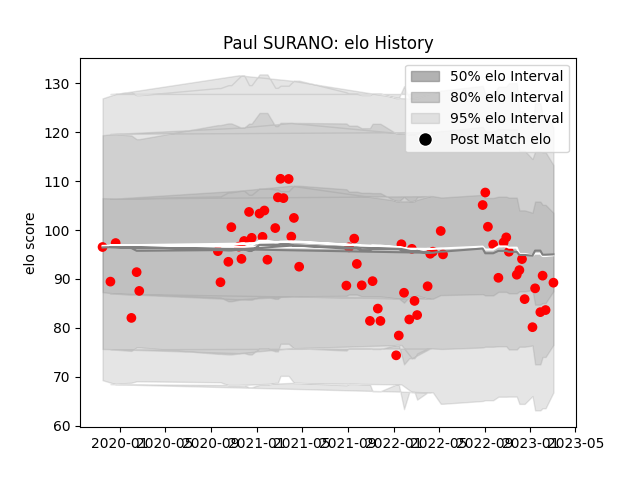 Paul SURANO: elo History
50% elo Interval
80% elo Interval
95% elo Interval
Post Match elo
elo score
130
120
110
100
90
80
70
60
2020-01 2020-05 2020-09 2021-01 2021-05 2021-09 2022-01 2022-05 2022-09 2023-01 2023-05